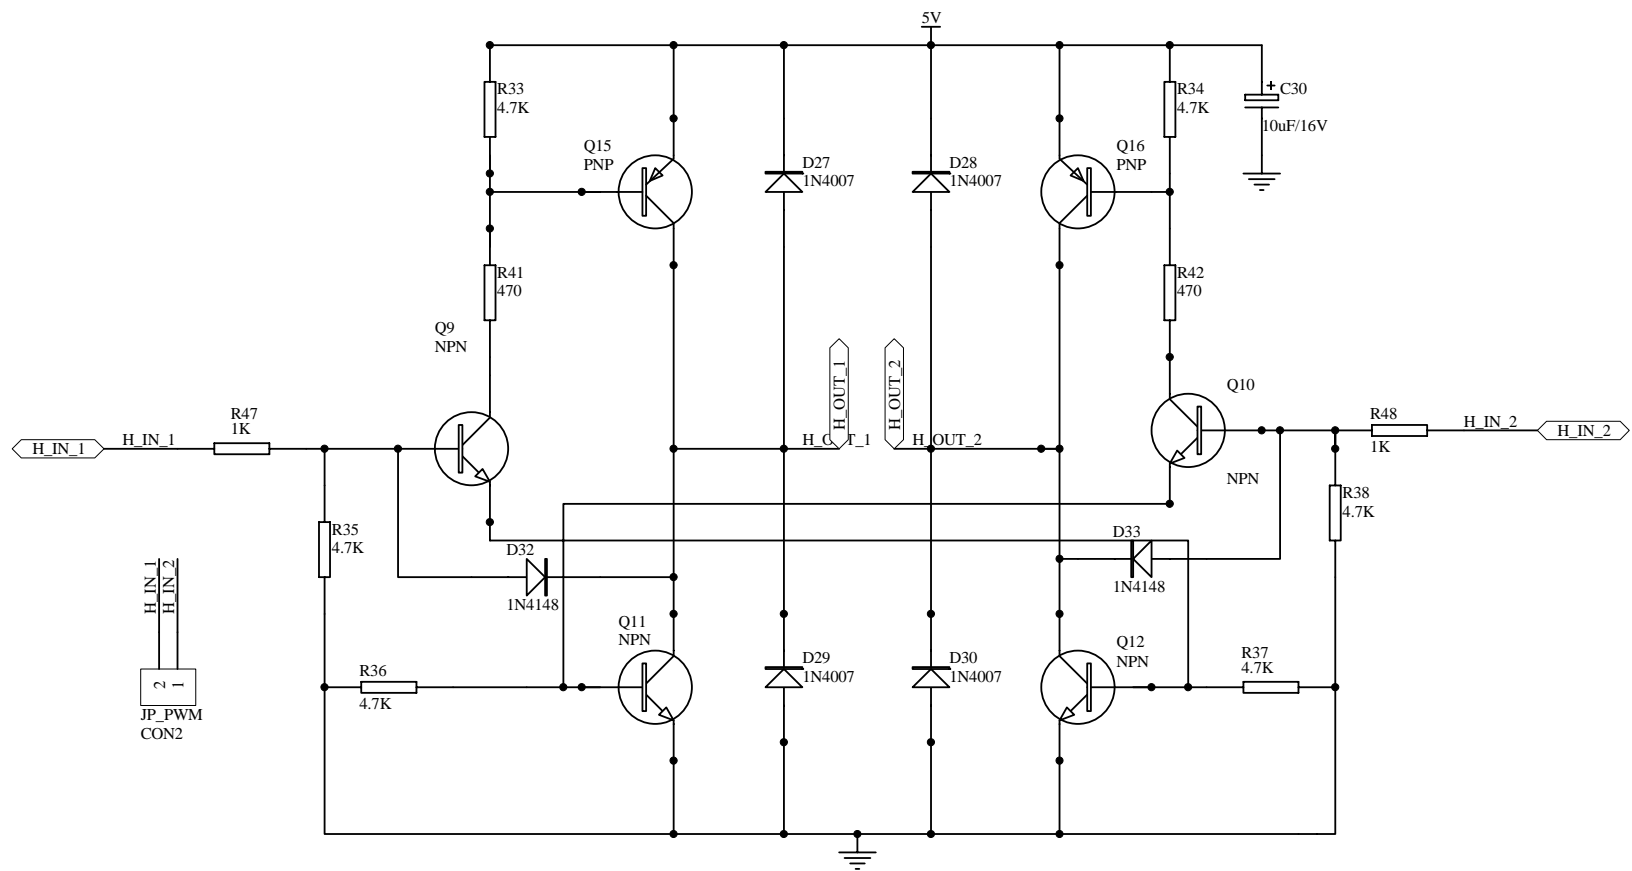 5V
R33
4.7K
R34
4.7K
C30
10uF/16V
Q15
PNP
D27
1N4007
D28
1N4007
Q16
PNP
R41
470
R42
470
Q9
NPN
H_OUT_1
H_OUT_2
Q10
NPN
R47
1K
H_IN_1
H_IN_1
H_OUT_1
H_OUT_2
R48
1K
H_IN_2
H_IN_2
R35
4.7K
R38
4.7K
D32
1N4148
D33
1N4148
H_IN_1
H_IN_2
Q11
NPN
Q12
NPN
R36
4.7K
D29
1N4007
D30
1N4007
R37
4.7K
2
1
JP_PWM
CON2
+